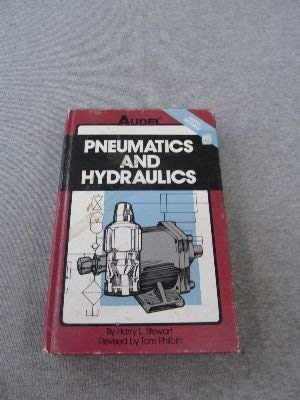 AUDEL
PNEUMATICS
AND
HYDRAULICS
By Harry L. Stewart
Revised by Tom Philbin